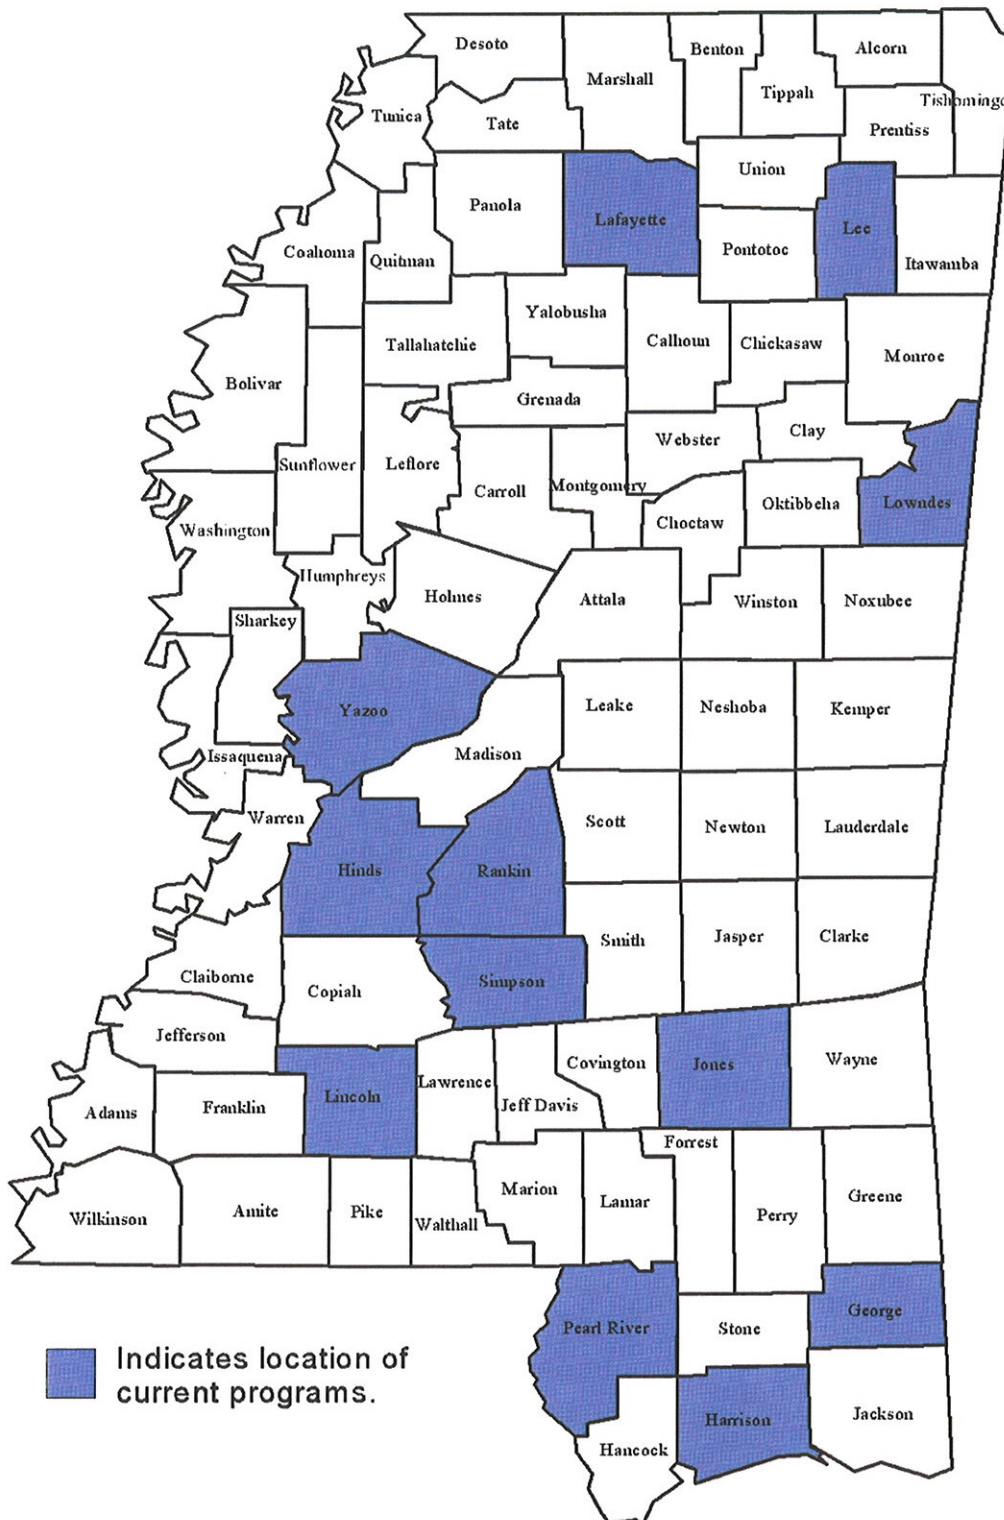 Desoto
Benton
Alcorn
Marshall
Tippah
Tishomingo
Tunica
Tate
Prentiss
Union
Panola
Lafayette
Lee
Pontotoc
Coahoma
Quitman
Itawamba
Yalobusha
Tallahatchie
Calhoun
Chickasaw
Monroe
Bolivar
Grenada
Clay
Webster
Sunflower
Leflore
Carroll
Montgomery
Oktibbeha
Lowndes
Choctaw
Washington
Humphreys
Holmes
Attala
Winston
Noxubee
Sharkey
Yazoo
Leake
Neshoba
Kemper
Madison
Issaquena
Warren
Scott
Newton
Lauderdale
Hinds
Rankin
Smith
Jasper
Clarke
Claiborne
Copiah
Simpson
Jefferson
Covington
Jones
Wayne
Lawrence
Adams
Franklin
Lincoln
Jeff Davis
Forrest
Marion
Lamar
Greene
Wilkinson
Amite
Pike
Walthall
Perry
George
Pearl River
Stone
Indicates location of
current programs.
Harrison
Jackson
Hancock